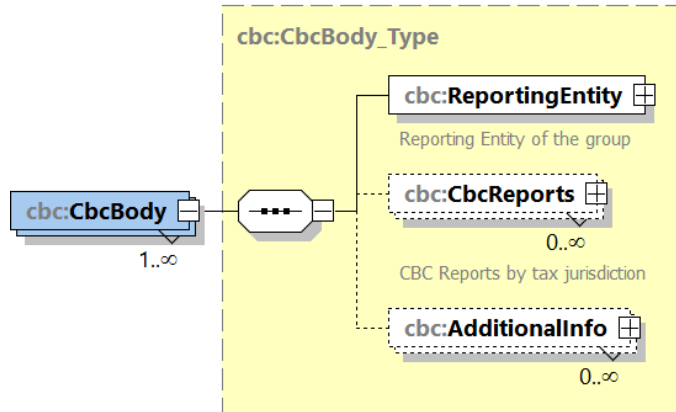 cbc:CbcBody_Type
cbc:ReportingEntity
Reporting Entity of the group
cbc:CbcBody
1..∞
cbc:CbcReports
0..∞
CBC Reports by tax jurisdiction
cbc:AdditionalInfo
0..∞